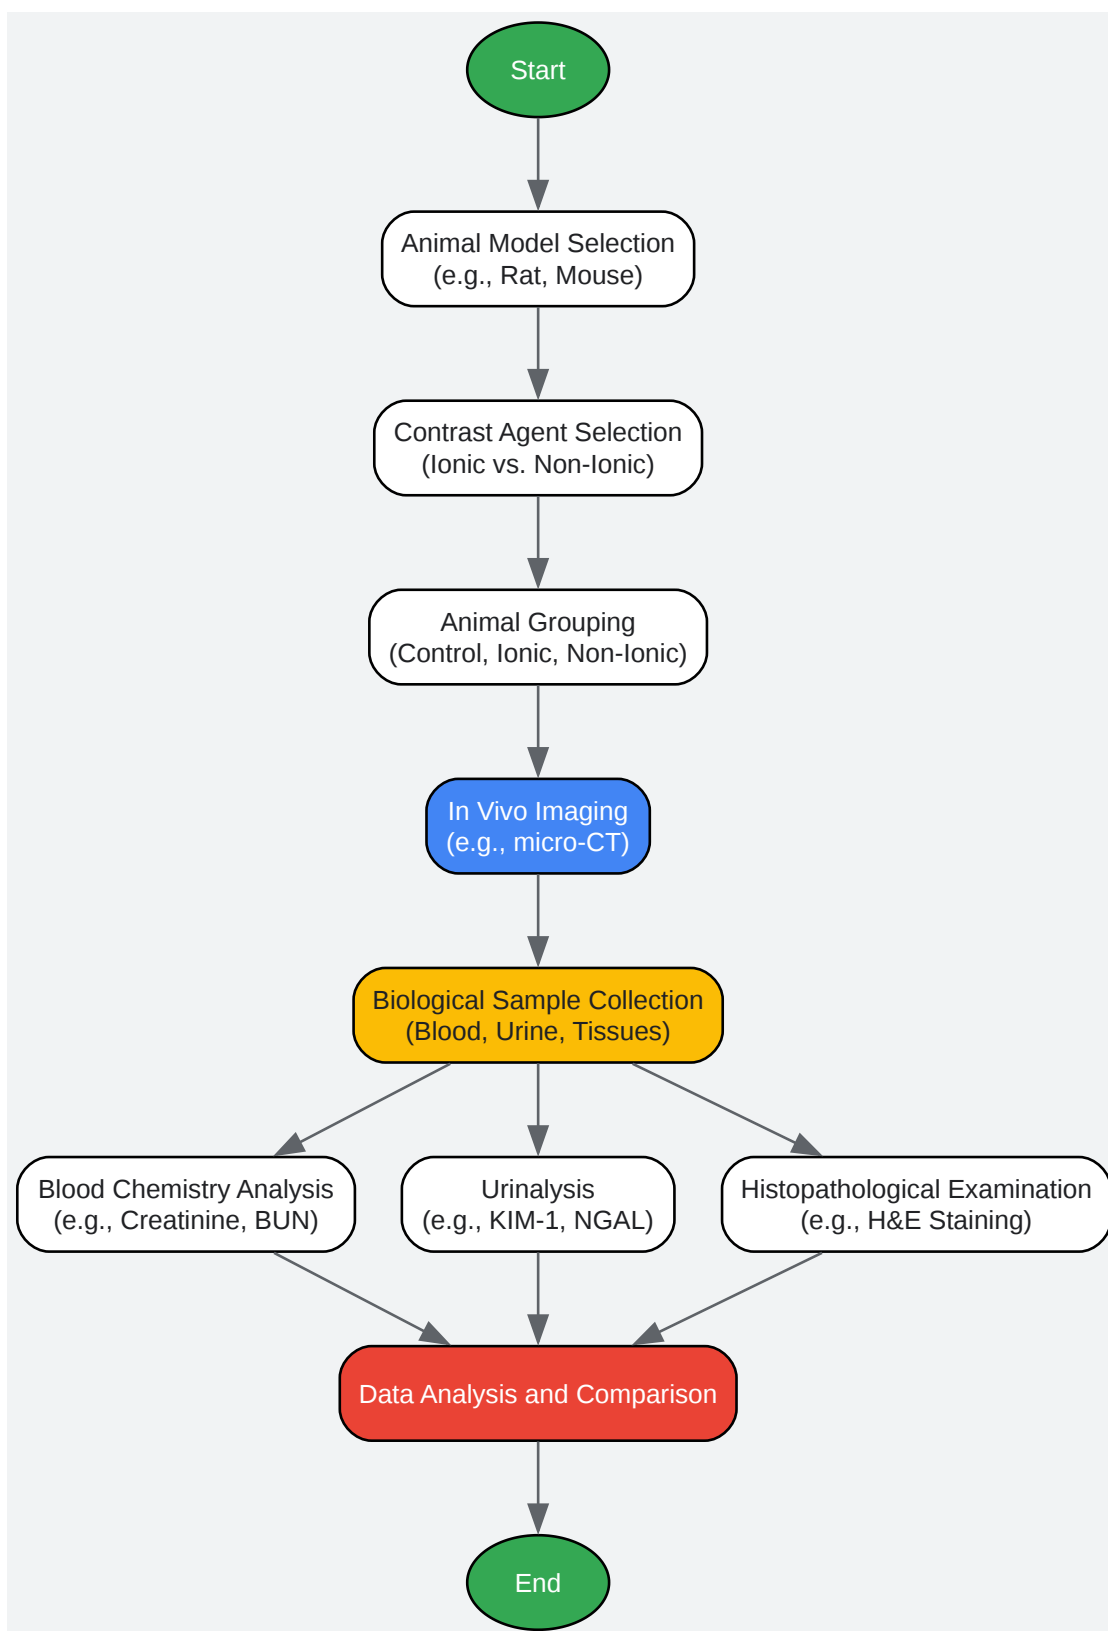 Start
Animal Model Selection
(e.g., Rat, Mouse)
Contrast Agent Selection
(Ionic vs. Non-Ionic)
Animal Grouping
(Control, Ionic, Non-Ionic)
In Vivo Imaging
(e.g., micro-CT)
Biological Sample Collection
(Blood, Urine, Tissues)
Blood Chemistry Analysis
(e.g., Creatinine, BUN)
Urinalysis
(e.g., KIM-1, NGAL)
Histopathological Examination
(e.g., H&E Staining)
Data Analysis and Comparison
End